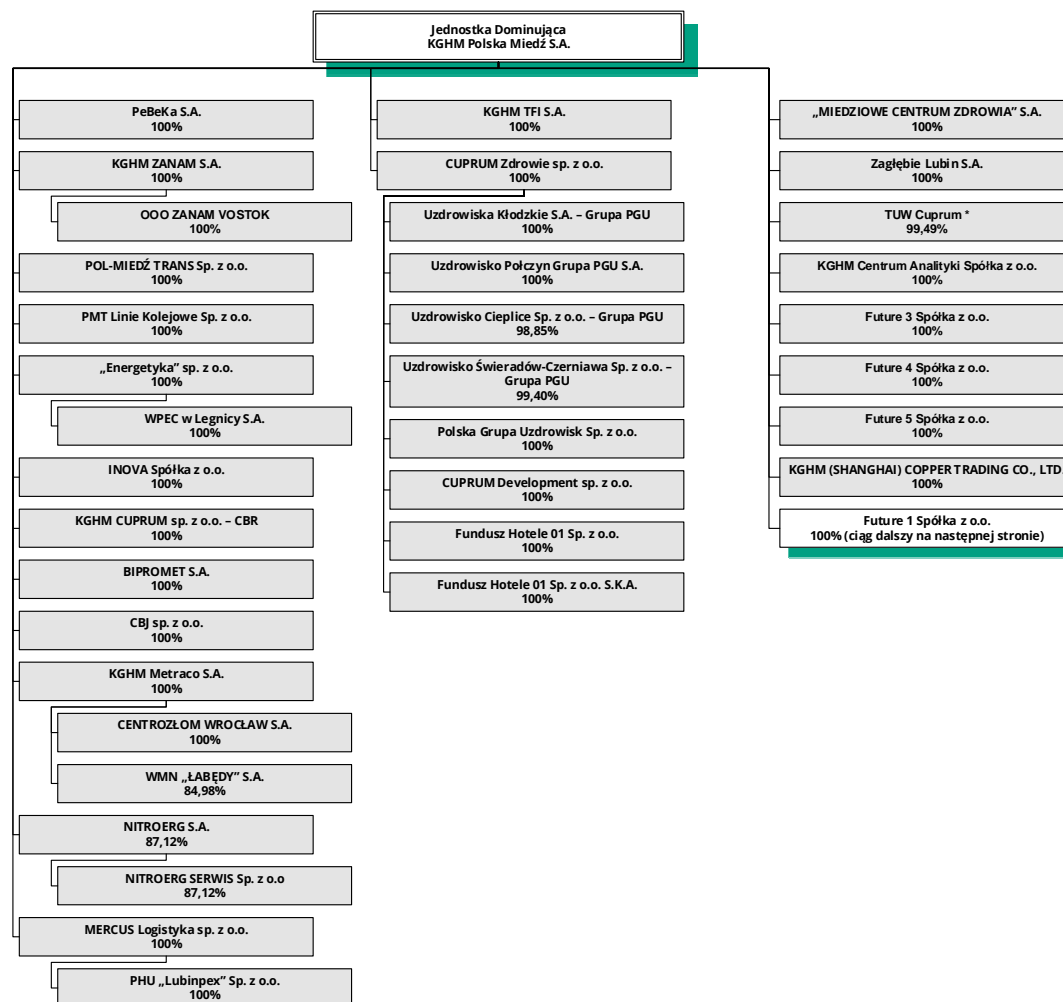 Jednostka Dominująca
KGHM Polska Miedź S.A.
PeBeKa S.A.
100%
KGHM ZANAM S.A.
100%
OOO ZANAM VOSTOK
100%
POL-MIEDŹ TRANS Sp. z o.o.
100%
PMT Linie Kolejowe Sp. z o.o.
100%
„Energetyka” sp. z o.o.
100%
WPEC w Legnicy S.A.
100%
INOVA Spółka z o.o.
100%
KGHM CUPRUM sp. z o.o. – CBR
100%
BIPROMET S.A.
100%
CBJ sp. z o.o.
100%
KGHM Metraco S.A.
100%
CENTROZŁOM WROCŁAW S.A.
100%
WMN „ŁABĘDY” S.A.
84,98%
NITROERG S.A.
87,12%
NITROERG SERWIS Sp. z o.o
87,12%
MERCUS Logistyka sp. z o.o.
100%
PHU „Lubinpex” Sp. z o.o.
100%
KGHM TFI S.A.
100%
CUPRUM Zdrowie sp. z o.o.
100%
Uzdrowiska Kłodzkie S.A. – Grupa PGU
100%
Uzdrowisko Połczyn Grupa PGU S.A.
100%
Uzdrowisko Cieplice Sp. z o.o. – Grupa PGU
98,85%
Uzdrowisko Świeradów-Czerniawa Sp. z o.o. –
Grupa PGU
99,40%
Polska Grupa Uzdrowisk Sp. z o.o.
100%
CUPRUM Development sp. z o.o.
100%
Fundusz Hotele 01 Sp. z o.o.
100%
Fundusz Hotele 01 Sp. z o.o. S.K.A.
100%
„MIEDZIOWE CENTRUM ZDROWIA” S.A.
100%
Zagłębie Lubin S.A.
100%
TUW Cuprum *
99,49%
KGHM Centrum Analityki Spółka z o.o.
100%
Future 3 Spółka z o.o.
100%
Future 4 Spółka z o.o.
100%
Future 5 Spółka z o.o.
100%
KGHM (SHANGHAI) COPPER TRADING CO., LTD.
100%
Future 1 Spółka z o.o.
100% (ciąg dalszy na następnej stronie)